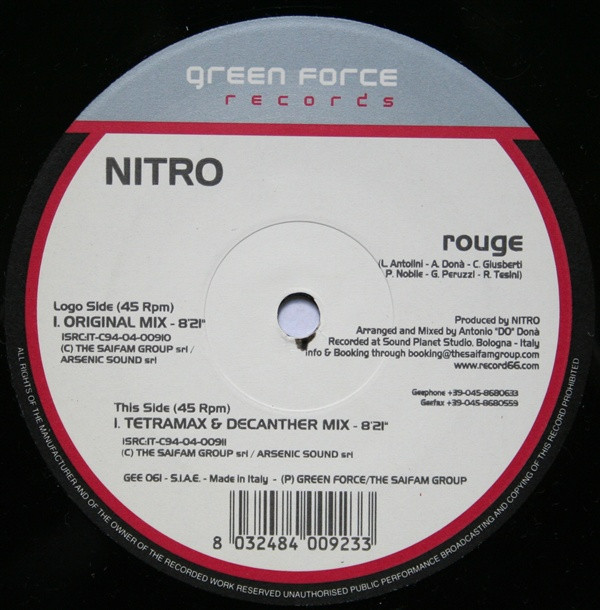 green force
records
NITRO
rouge
(L. Antolini - A. Donà - C. Giusberti
P. Nobile - G. Peruzzi - R. Tesini)
Logo Side (45 Rpm)
1. ORIGINAL MIX - 8'21"
ISRC:IT-C94-04-00910
(C) THE SAIFAM GROUP srl /
ARSENIC SOUND srl
Produced by NITRO
Arranged and Mixed by Antonio "DO" Donà
Recorded at Sound Planet Studio, Bologna - Italy
Info & Booking through booking@thesaifamgroup.com
www.record66.com
Geephone +39-045-8680633
Geefax +39-045-8680559
This Side (45 Rpm)
1. TETRAMAX & DECANTHER MIX - 8'21"
ISRC:IT-C94-04-00911
(C) THE SAIFAM GROUP srl / ARSENIC SOUND srl
GEE 061 - S.I.A.E. - Made in Italy - (P) GREEN FORCE/THE SAIFAM GROUP
8 032484 009233
ALL RIGHTS OF THE MANUFACTURER AND OF THE OWNER OF THE RECORDED WORK RESERVED UNAUTHORISED PUBLIC PERFORMANCE BROADCASTING AND COPYING OF THIS RECORD PROHIBITED